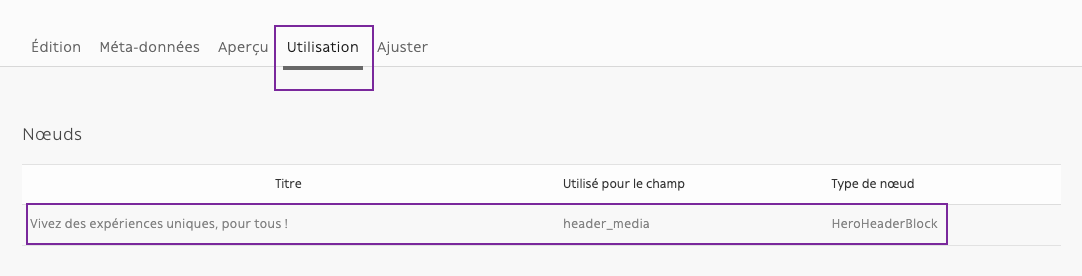 Édition Méta-données Aperçu Utilisation Ajuster
Nœuds
Titre Utilisé pour le champ Type de nœud
Vivez des expériences uniques, pour tous ! header_media HeroHeaderBlock